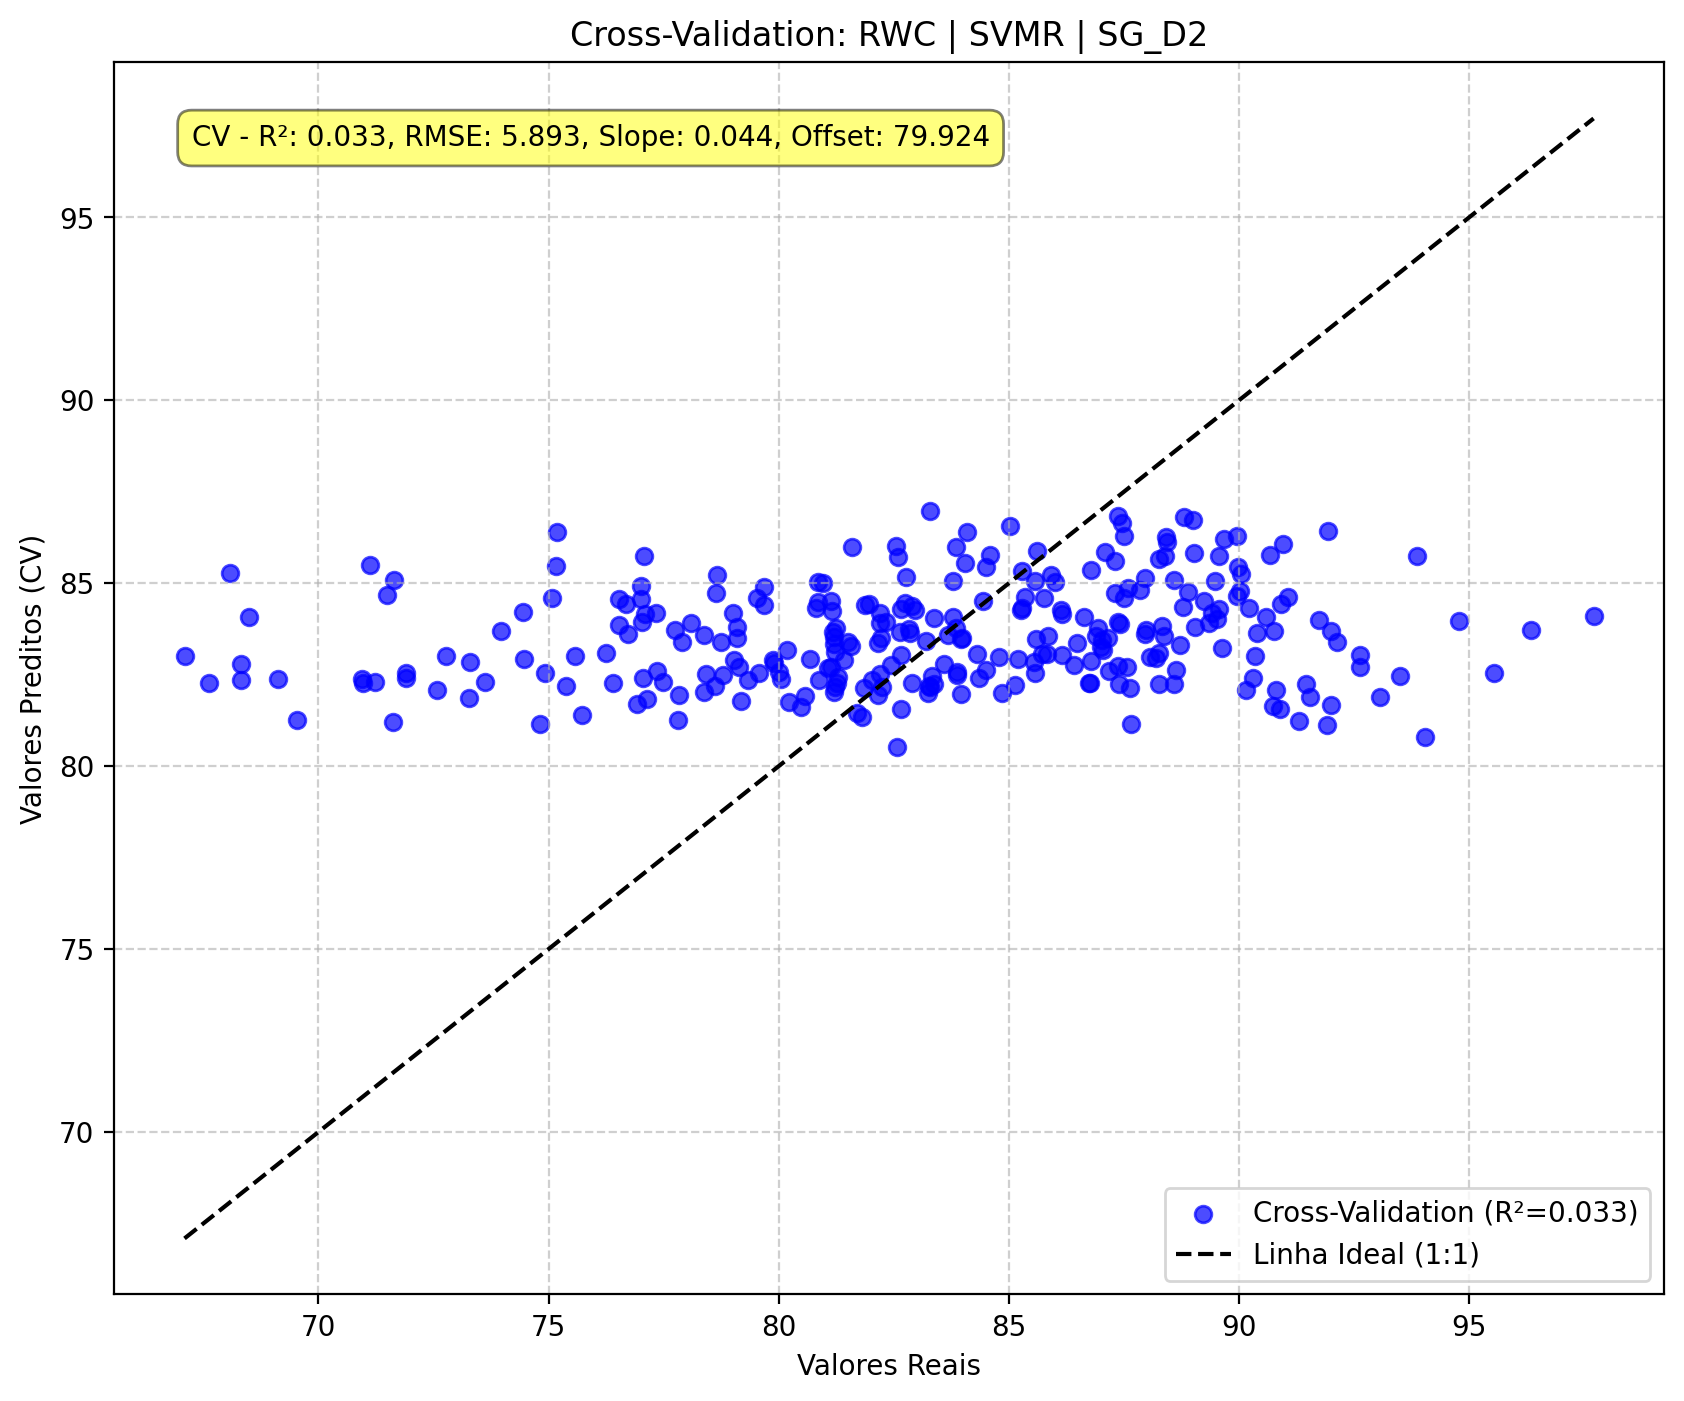 Cross-Validation: RWC | SVMR | SG_D2
CV - R²: 0.033, RMSE: 5.893, Slope: 0.044, Offset: 79.924
Valores Preditos (CV)
95
90
85
80
75
70
Cross-Validation (R²=0.033)
Linha Ideal (1:1)
70 75 80 85 90 95
Valores Reais